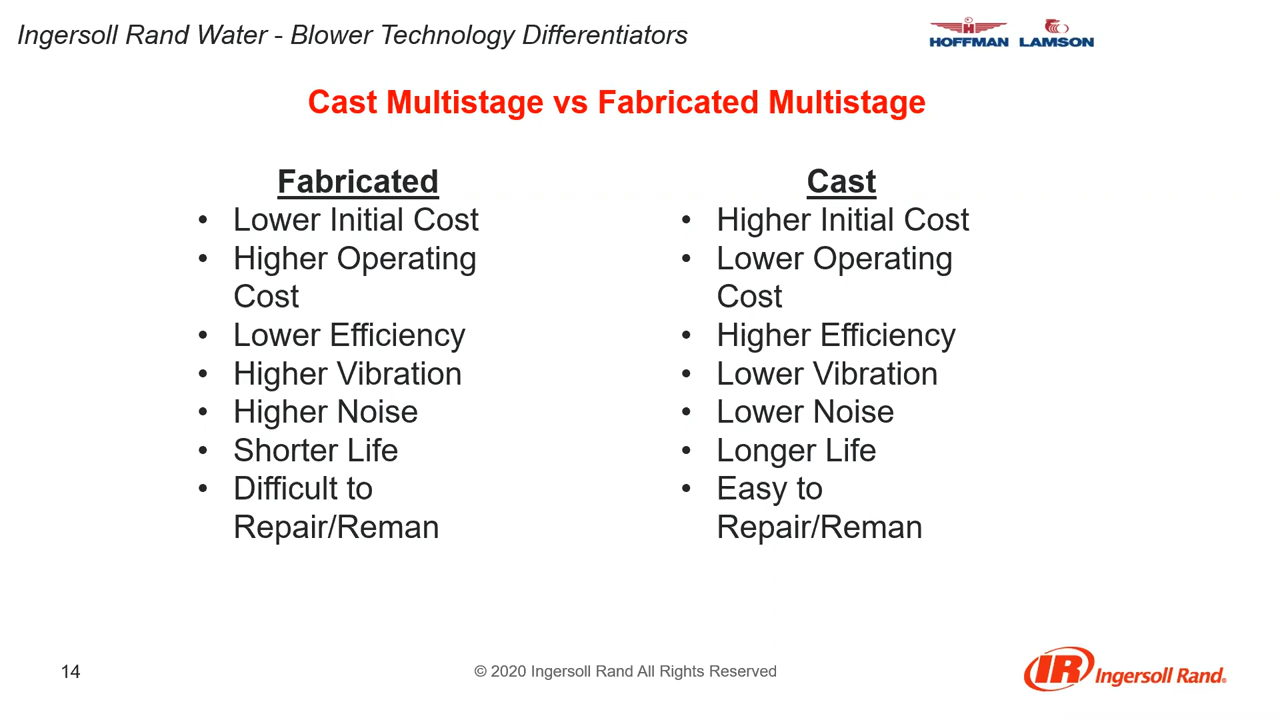 Ingersoll Rand Water - Blower Technology Differentiators
HOFFMAN LAMSON
Cast Multistage vs Fabricated Multistage
Fabricated
• Lower Initial Cost
• Higher Operating
Cost
• Lower Efficiency
• Higher Vibration
• Higher Noise
• Shorter Life
• Difficult to
Repair/Reman
Cast
• Higher Initial Cost
• Lower Operating
Cost
• Higher Efficiency
• Lower Vibration
• Lower Noise
• Longer Life
• Easy to
Repair/Reman
14
© 2020 Ingersoll Rand All Rights Reserved
IR Ingersoll Rand®